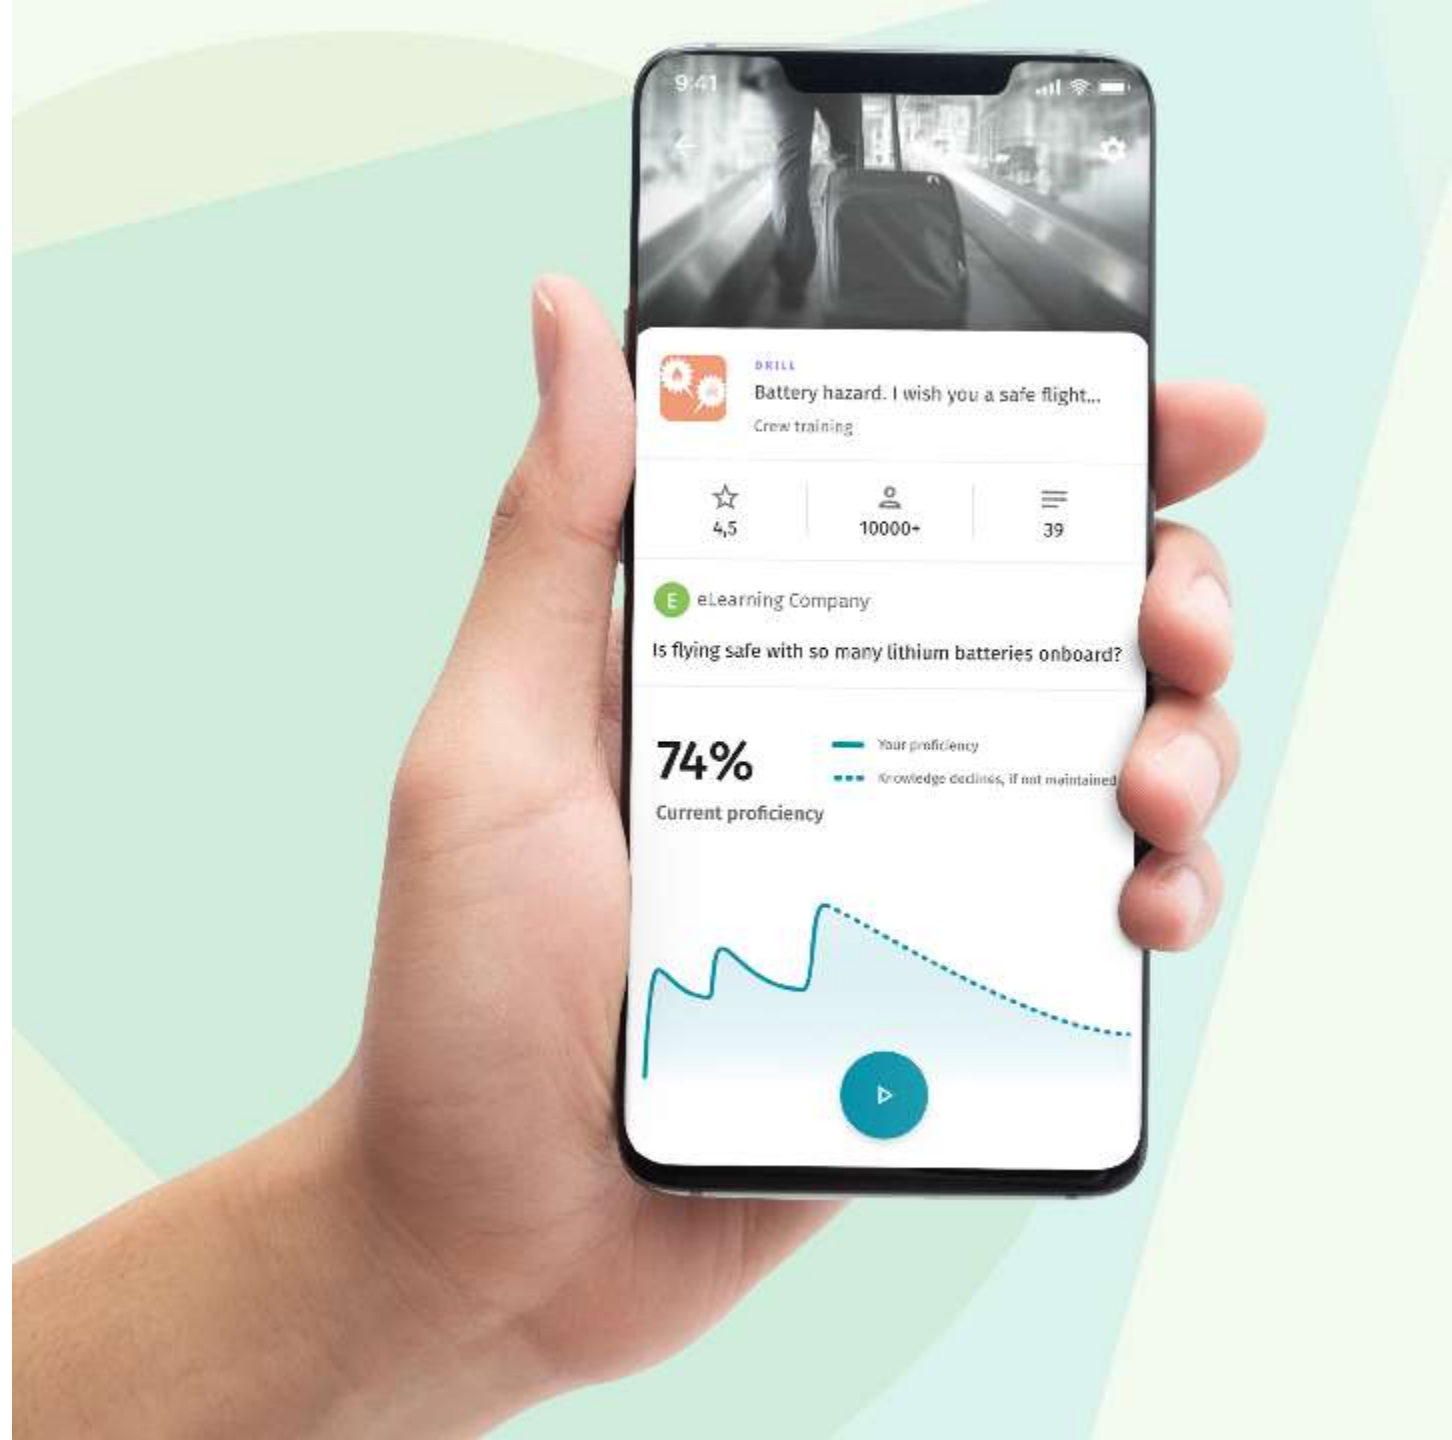 9:41
DRILL
Battery hazard. I wish you a safe flight...
Crew training
4,5
10000+
39
E eLearning Company
Is flying safe with so many lithium batteries onboard?
74%
Your proficiency
Knowledge declines, if not maintained
Current proficiency